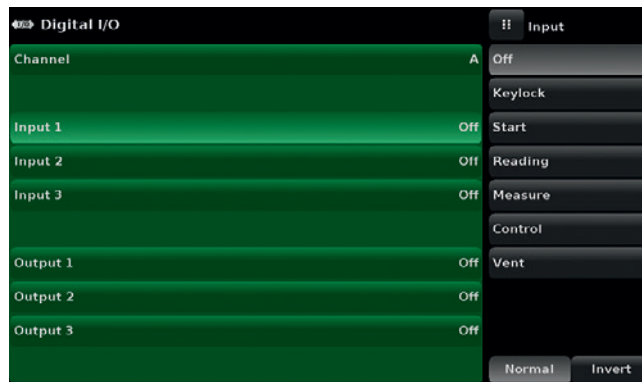 Digital I/O
Channel A
Input 1 Off
Input 2 Off
Input 3 Off
Output 1 Off
Output 2 Off
Output 3 Off
Input
Off
Keylock
Start
Reading
Measure
Control
Vent
Normal Invert